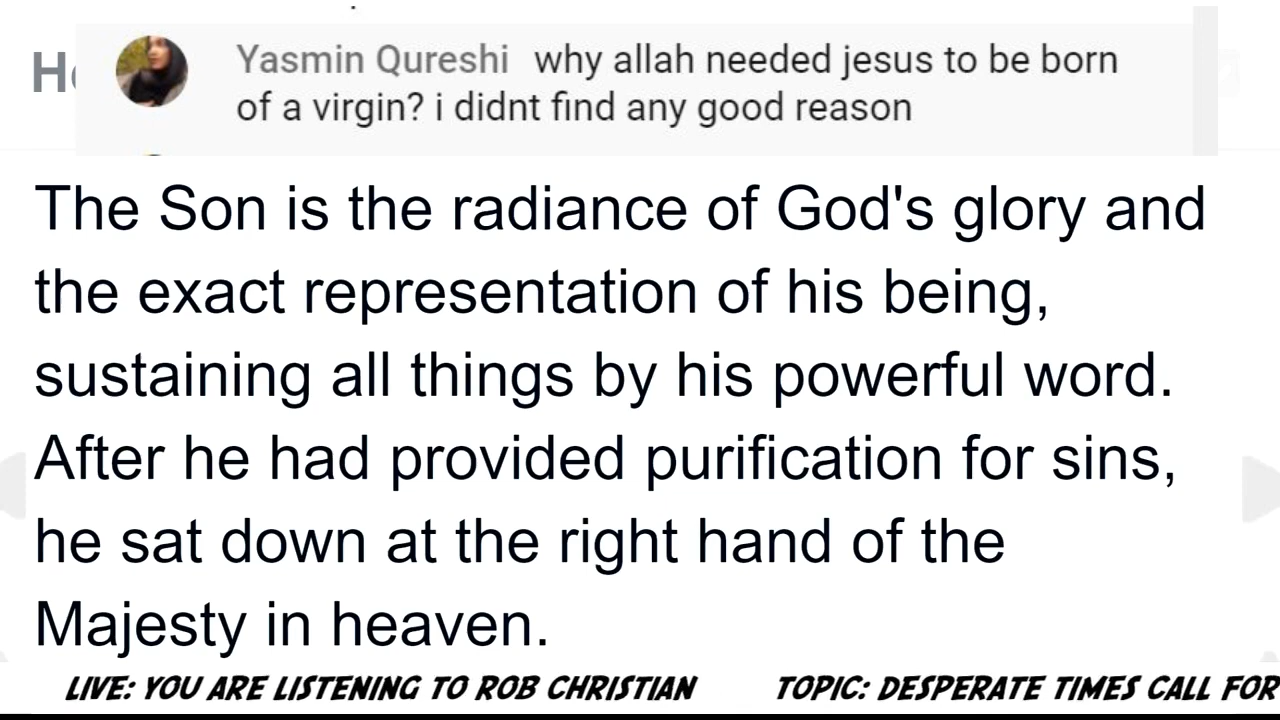 Yasmin Qureshi why allah needed jesus to be born
of a virgin? i didnt find any good reason
The Son is the radiance of God's glory and
the exact representation of his being,
sustaining all things by his powerful word.
After he had provided purification for sins,
he sat down at the right hand of the
Majesty in heaven.
LIVE: YOU ARE LISTENING TO ROB CHRISTIAN TOPIC: DESPERATE TIMES CALL FOR